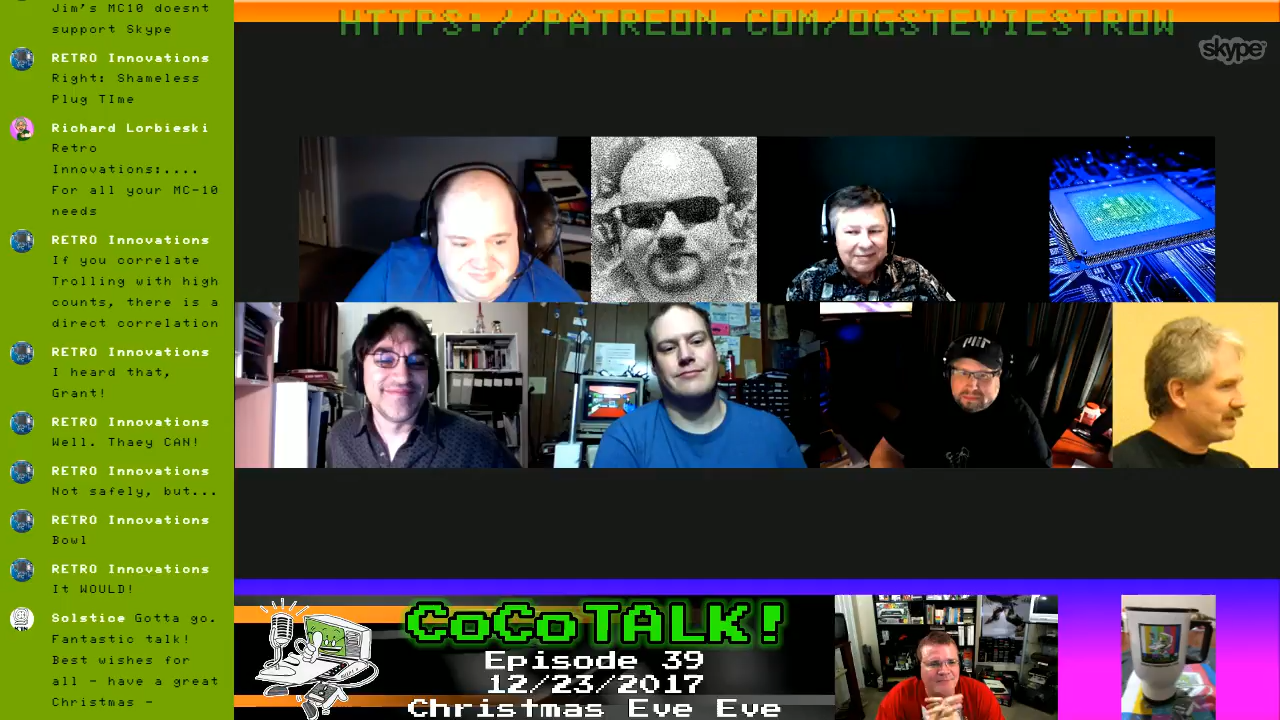 Jim’s MC10 doesnt
support Skype
RETRO Innovations
Right: Shameless
Plug TIme
Richard Lorbieski
Retro
Innovations:....
For all your MC-10
needs
RETRO Innovations
If you correlate
Trolling with high
counts, there is a
direct correlation
RETRO Innovations
I heard that,
Grant!
RETRO Innovations
Well. Thaey CAN!
RETRO Innovations
Not safely, but...
RETRO Innovations
Bowl
RETRO Innovations
It WOULD!
Solstice Gotta go.
Fantastic talk!
Best wishes for
all - have a great
Christmas -
HTTPS://PATREON.COM/OGSTEVIESTROW
skype
MIT
CoCoTALK!
Episode 39
12/23/2017
Christmas Eve Eve